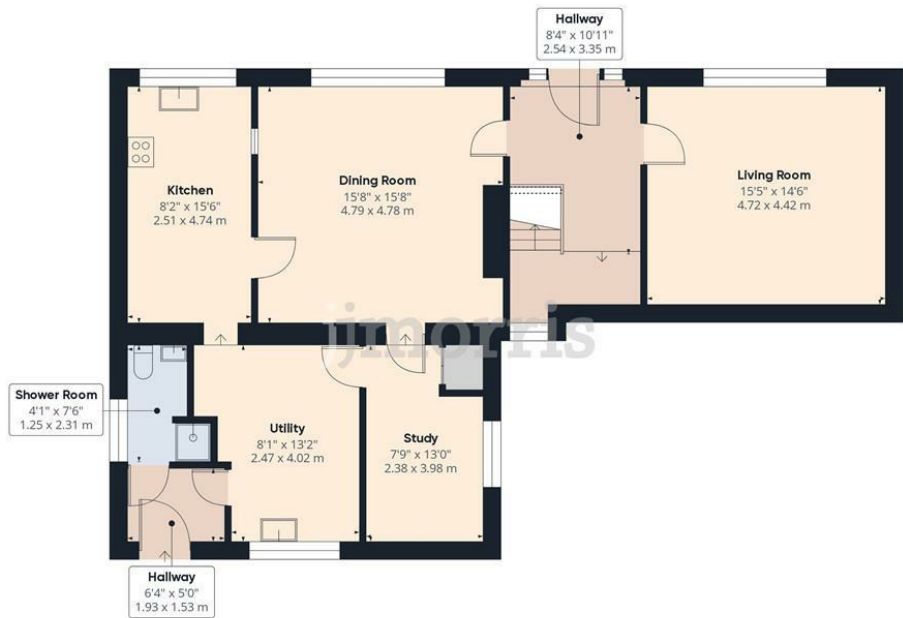 Hallway
8'4" x 10'11"
2.54 x 3.35 m
Kitchen
8'2" x 15'6"
2.51 x 4.74 m
Dining Room
15'8" x 15'8"
4.79 x 4.78 m
Living Room
15'5" x 14'6"
4.72 x 4.42 m
ijmorris
Shower Room
4'1" x 7'6"
1.25 x 2.31 m
Utility
8'1" x 13'2"
2.47 x 4.02 m
Study
7'9" x 13'0"
2.38 x 3.98 m
Hallway
6'4" x 5'0"
1.93 x 1.53 m